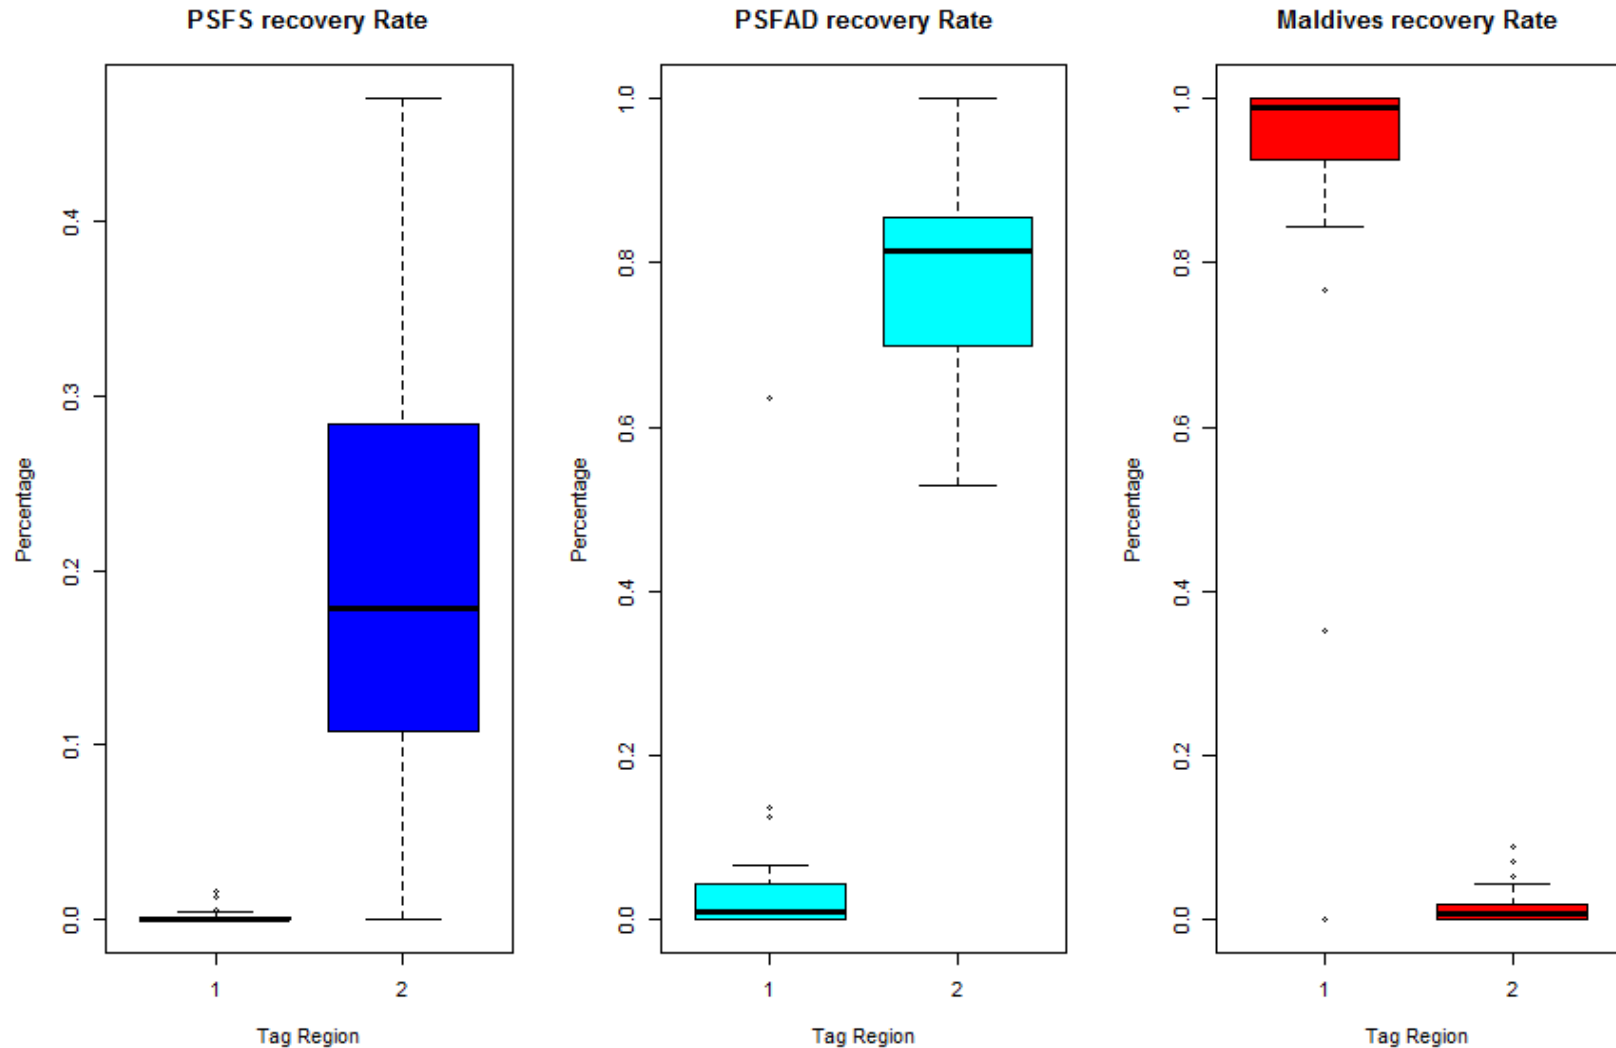 PSFS recovery Rate
Percentage
0.4
0.3
0.2
0.1
0.0
1 2
Tag Region
PSFAD recovery Rate
Percentage
1.0
0.8
0.6
0.4
0.2
0.0
1 2
Tag Region
Maldives recovery Rate
Percentage
1.0
0.8
0.6
0.4
0.2
0.0
1 2
Tag Region